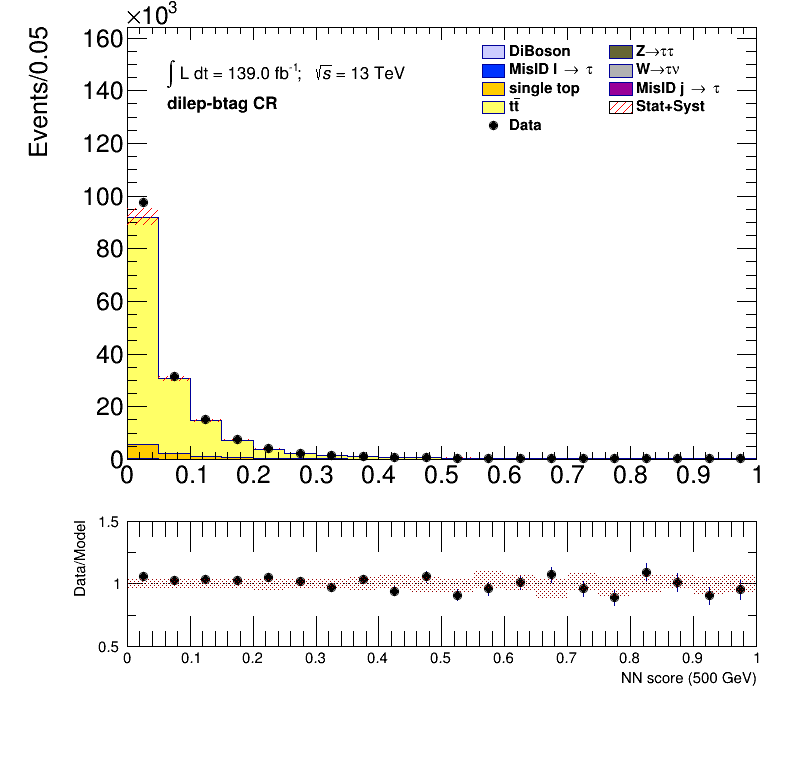 ×10³
Events/0.05
160
140
120
100
80
60
40
20
0
∫ L dt = 139.0 fb⁻¹; √s = 13 TeV
dilep-btag CR
DiBoson
MisID l → τ
single top
tt̄
Data
Z→ττ
W→τν
MisID j → τ
Stat+Syst
0 0.1 0.2 0.3 0.4 0.5 0.6 0.7 0.8 0.9 1
Data/Model
1.5
1
0.5
0 0.1 0.2 0.3 0.4 0.5 0.6 0.7 0.8 0.9 1
NN score (500 GeV)